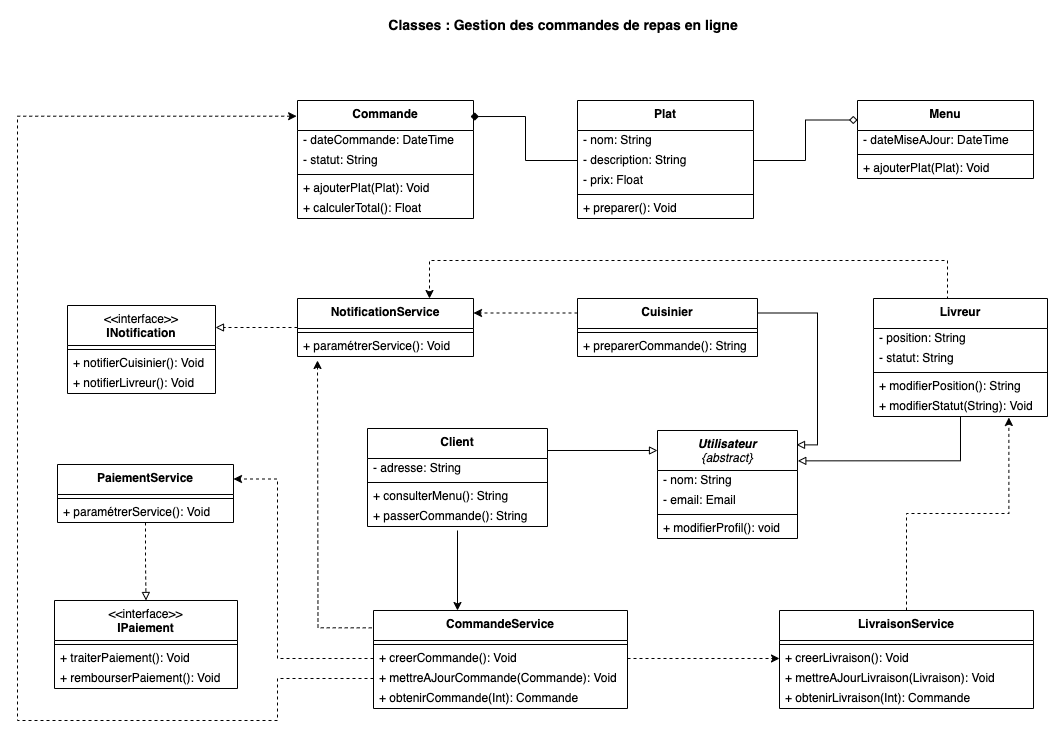 Classes : Gestion des commandes de repas en ligne
Commande
- dateCommande: DateTime
- statut: String
+ ajouterPlat(Plat): Void
+ calculerTotal(): Float
Plat
- nom: String
- description: String
- prix: Float
+ preparer(): Void
Menu
- dateMiseAJour: DateTime
+ ajouterPlat(Plat): Void
<<interface>>
INotification
+ notifierCuisinier(): Void
+ notifierLivreur(): Void
NotificationService
+ paramétrerService(): Void
Cuisinier
+ preparerCommande(): String
Livreur
- position: String
- statut: String
+ modifierPosition(): String
+ modifierStatut(String): Void
Client
- adresse: String
+ consulterMenu(): String
+ passerCommande(): String
Utilisateur
{abstract}
- nom: String
- email: Email
+ modifierProfil(): void
PaiementService
+ paramétrerService(): Void
<<interface>>
IPaiement
+ traiterPaiement(): Void
+ rembourserPaiement(): Void
CommandeService
+ creerCommande(): Void
+ mettreAJourCommande(Commande): Void
+ obtenirCommande(Int): Commande
LivraisonService
+ creerLivraison(): Void
+ mettreAJourLivraison(Livraison): Void
+ obtenirLivraison(Int): Commande